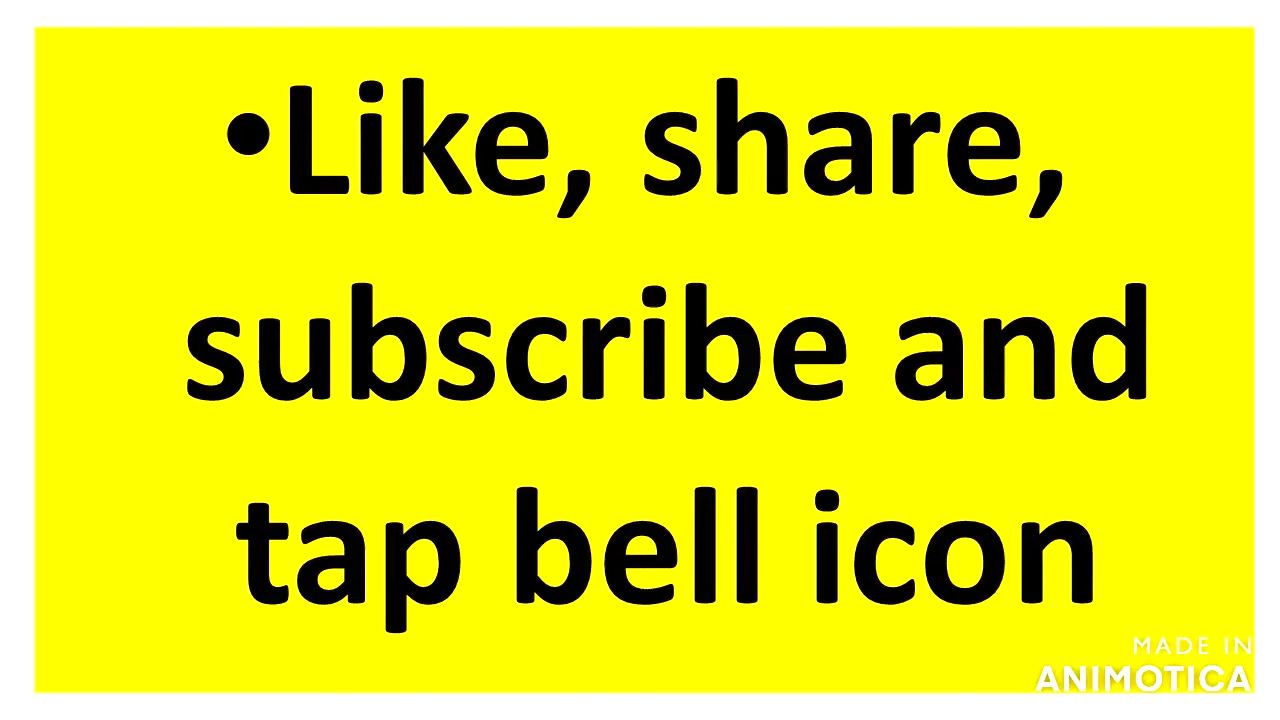 •Like, share,
subscribe and
tap bell icon
MADE IN
ANIMOTICA